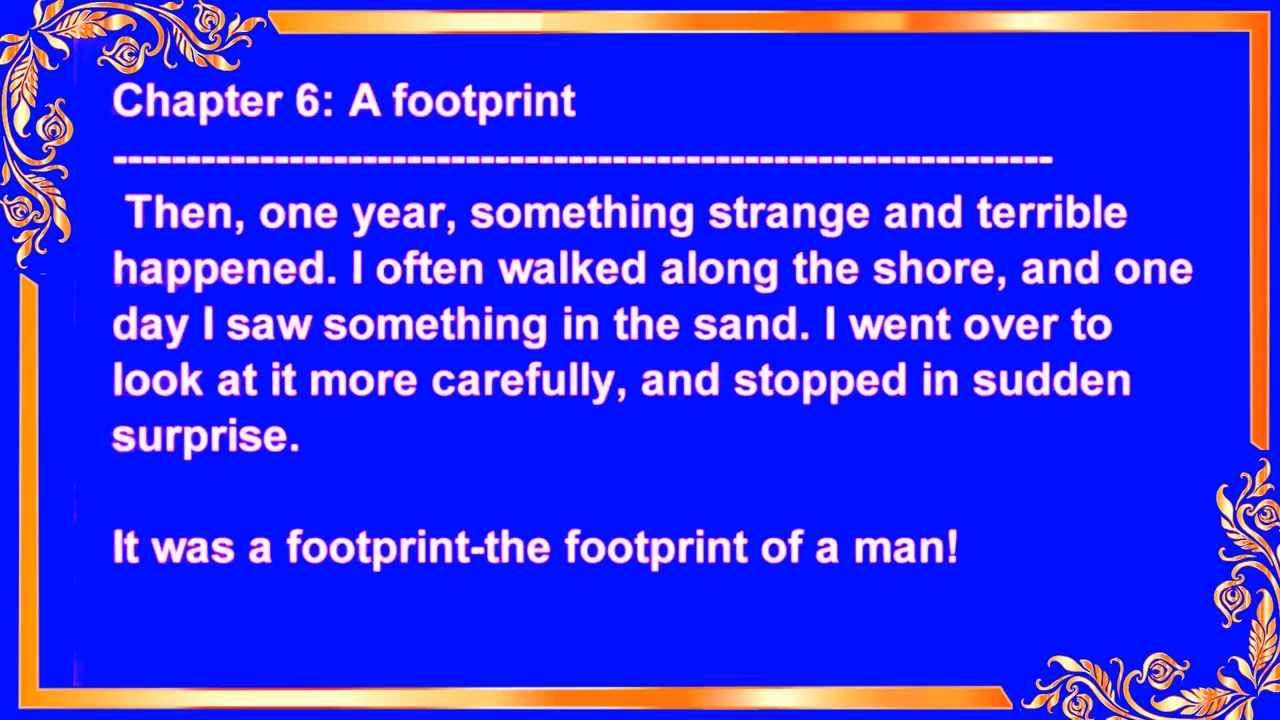 Chapter 6: A footprint
----------------------------------------------------------------
Then, one year, something strange and terrible
happened. I often walked along the shore, and one
day I saw something in the sand. I went over to
look at it more carefully, and stopped in sudden
surprise.
It was a footprint-the footprint of a man!